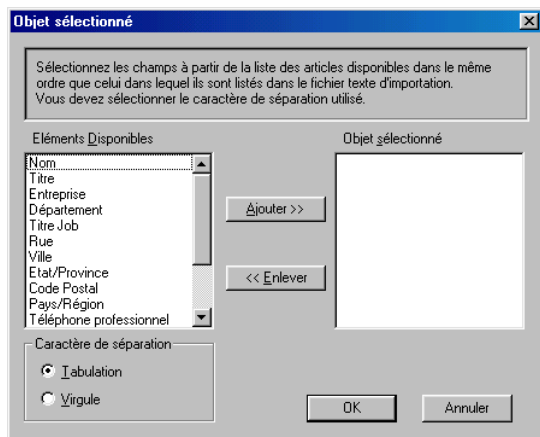 Objet sélectionné
Sélectionnez les champs à partir de la liste des articles disponibles dans le même
ordre que celui dans lequel ils sont listés dans le fichier texte d'importation.
Vous devez sélectionner le caractère de séparation utilisé.
Eléments Disponibles
Objet sélectionné
Nom
Titre
Entreprise
Département
Titre Job
Rue
Ville
Etat/Province
Code Postal
Pays/Région
Téléphone professionnel
Ajouter >>
<< Enlever
Caractère de séparation
Tabulation
Virgule
OK
Annuler